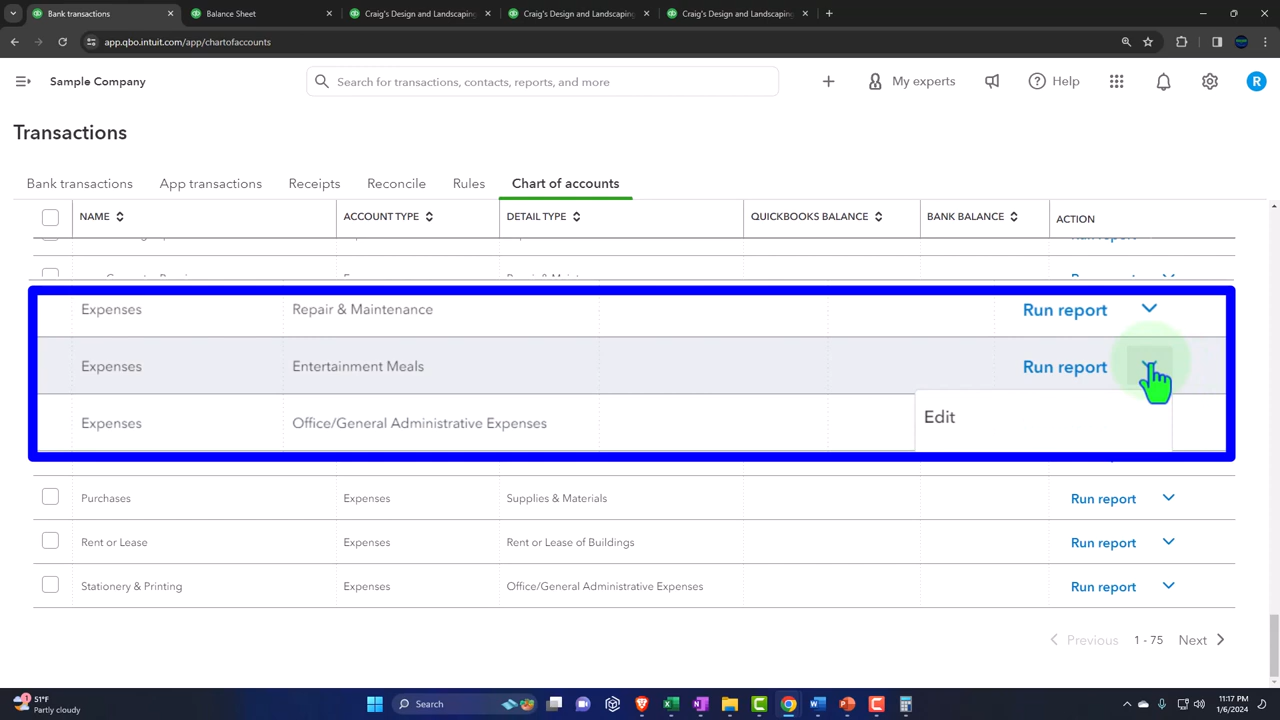 Bank transactions
Balance Sheet
Craig's Design and Landscaping
Craig's Design and Landscaping
Craig's Design and Landscaping
app.qbo.intuit.com/app/chartofaccounts
Sample Company
Search for transactions, contacts, reports, and more
My experts
Help
R
Transactions
Bank transactions App transactions Receipts Reconcile Rules Chart of accounts
NAME ACCOUNT TYPE DETAIL TYPE QUICKBOOKS BALANCE BANK BALANCE ACTION
Expenses Repair & Maintenance Run report
Expenses Entertainment Meals Run report
Expenses Office/General Administrative Expenses Edit
Purchases Expenses Supplies & Materials Run report
Rent or Lease Expenses Rent or Lease of Buildings Run report
Stationery & Printing Expenses Office/General Administrative Expenses Run report
Previous 1 - 75 Next
51°F
Partly cloudy
Search
11:17 PM
1/6/2024